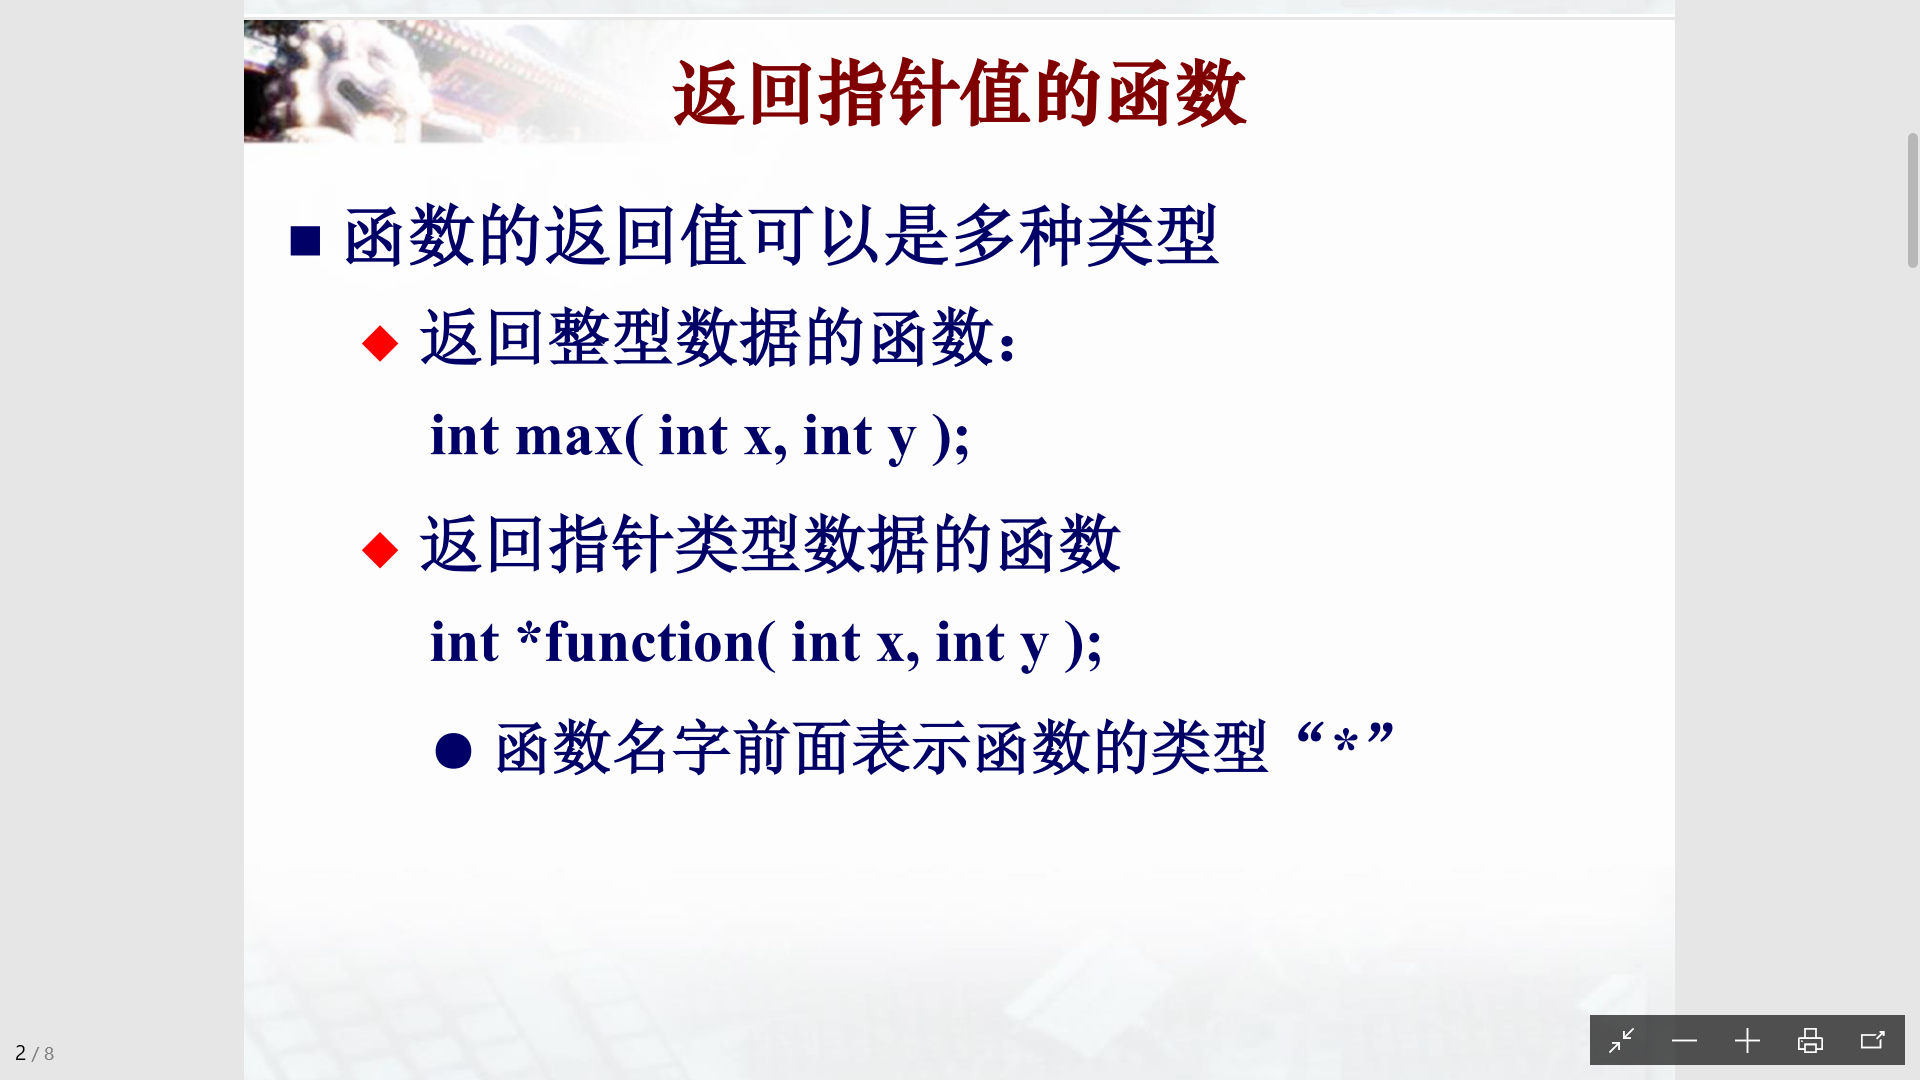 返回指针值的函数
函数的返回值可以是多种类型
返回整型数据的函数：
int max( int x, int y );
返回指针类型数据的函数
int *function( int x, int y );
函数名字前面表示函数的类型“*”
2 / 8